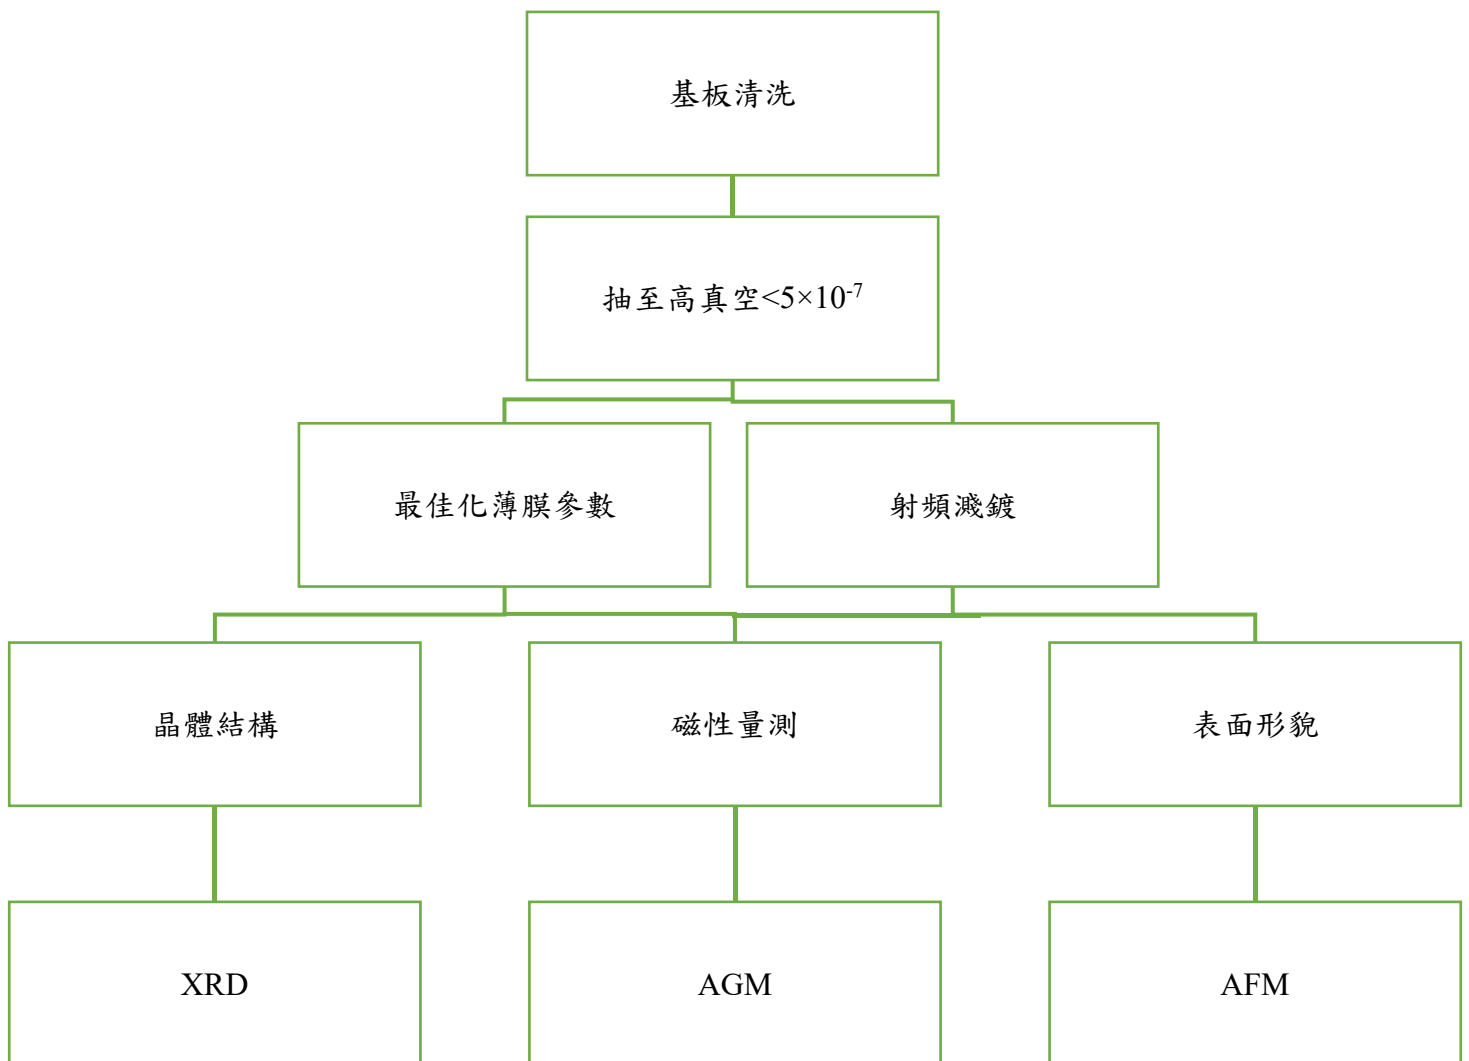 基板清洗
抽至高真空<5×10⁻⁷
最佳化薄膜參數
射頻濺鍍
晶體結構
磁性量測
表面形貌
XRD
AGM
AFM